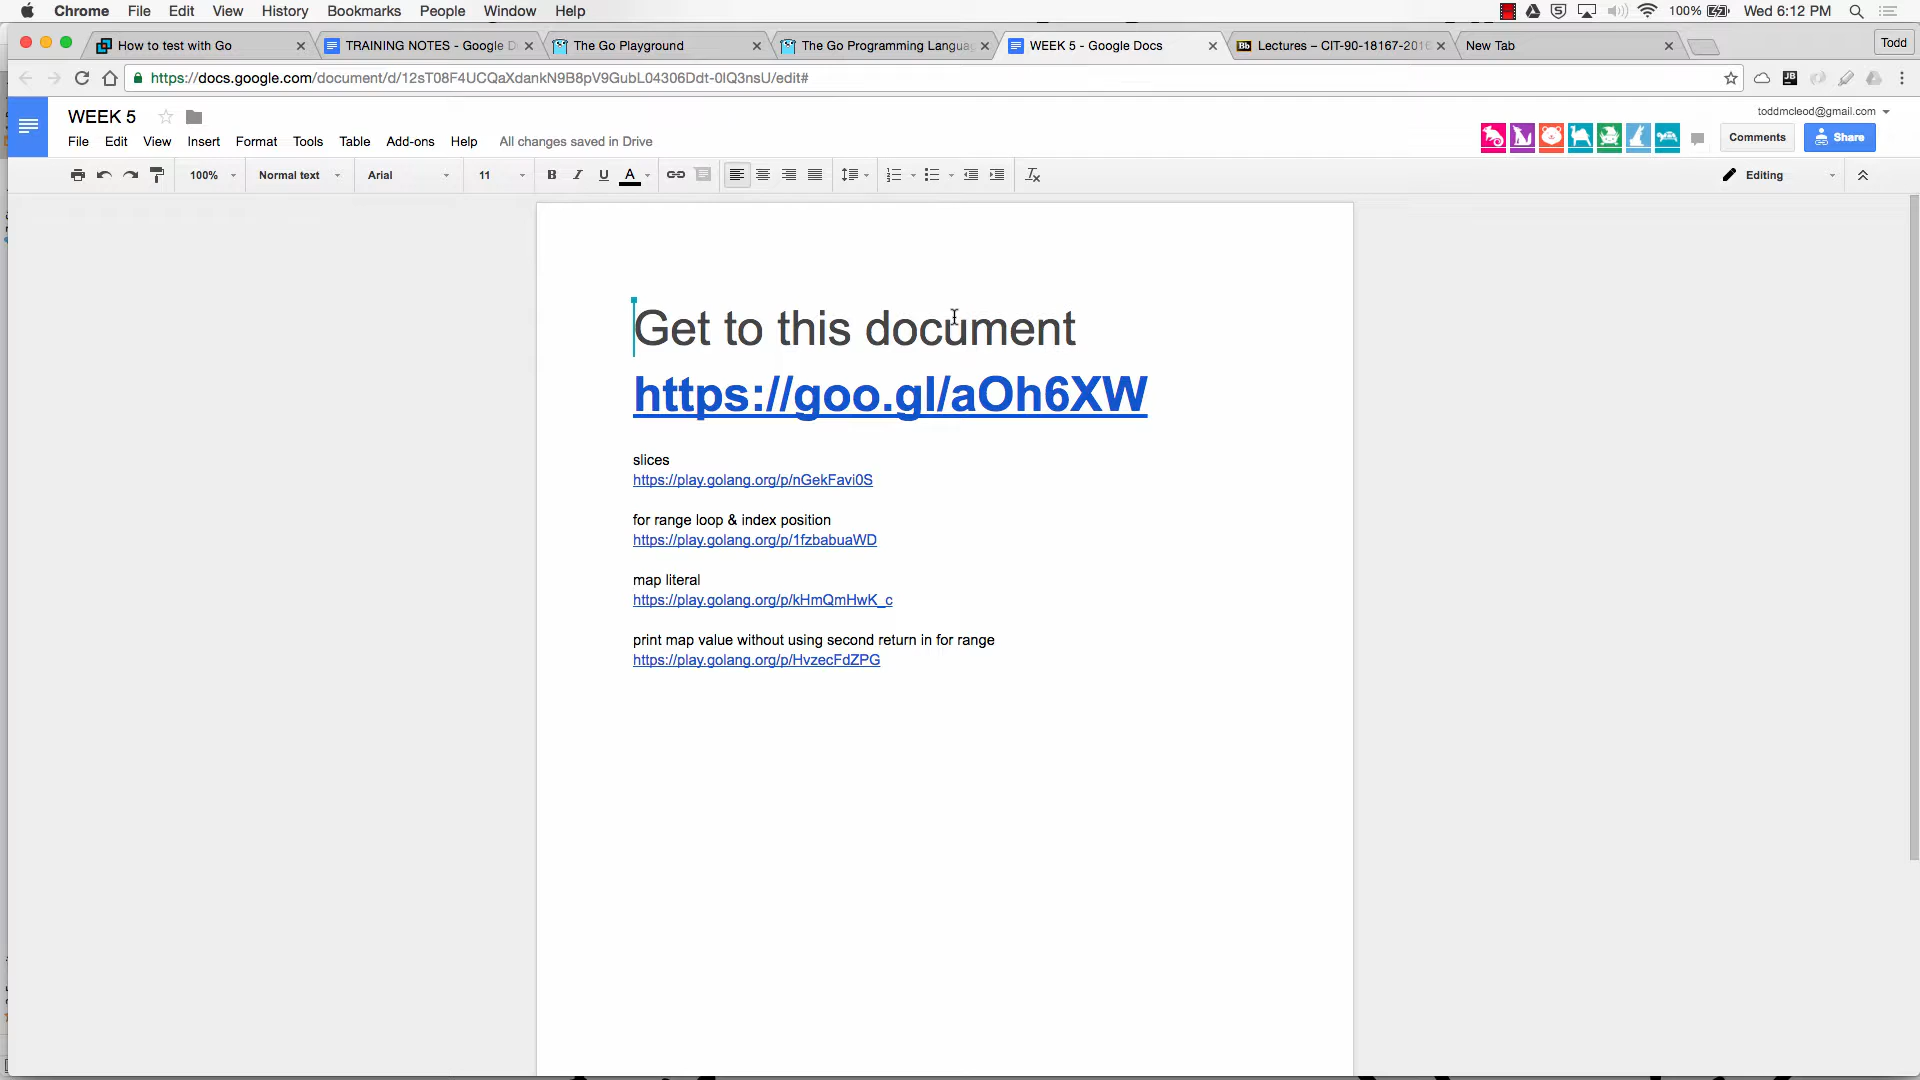 Chrome File Edit View History Bookmarks People Window Help 100% Wed 6:12 PM
How to test with Go
TRAINING NOTES - Google D
The Go Playground
The Go Programming Langua
WEEK 5 - Google Docs
Bb Lectures – CIT-90-18167-201
New Tab
Todd
https://docs.google.com/document/d/12sT08F4UCQaXdankN9B8pV9GubL04306Ddt-0lQ3nsU/edit#
JB
WEEK 5
toddmcleod@gmail.com
File Edit View Insert Format Tools Table Add-ons Help All changes saved in Drive
Comments
Share
100% Normal text Arial 11 B I U A Editing
Get to this document
https://goo.gl/aOh6XW
slices
https://play.golang.org/p/nGekFavi0S
for range loop & index position
https://play.golang.org/p/1fzbabuaWD
map literal
https://play.golang.org/p/kHmQmHwK_c
print map value without using second return in for range
https://play.golang.org/p/HvzecFdZPG